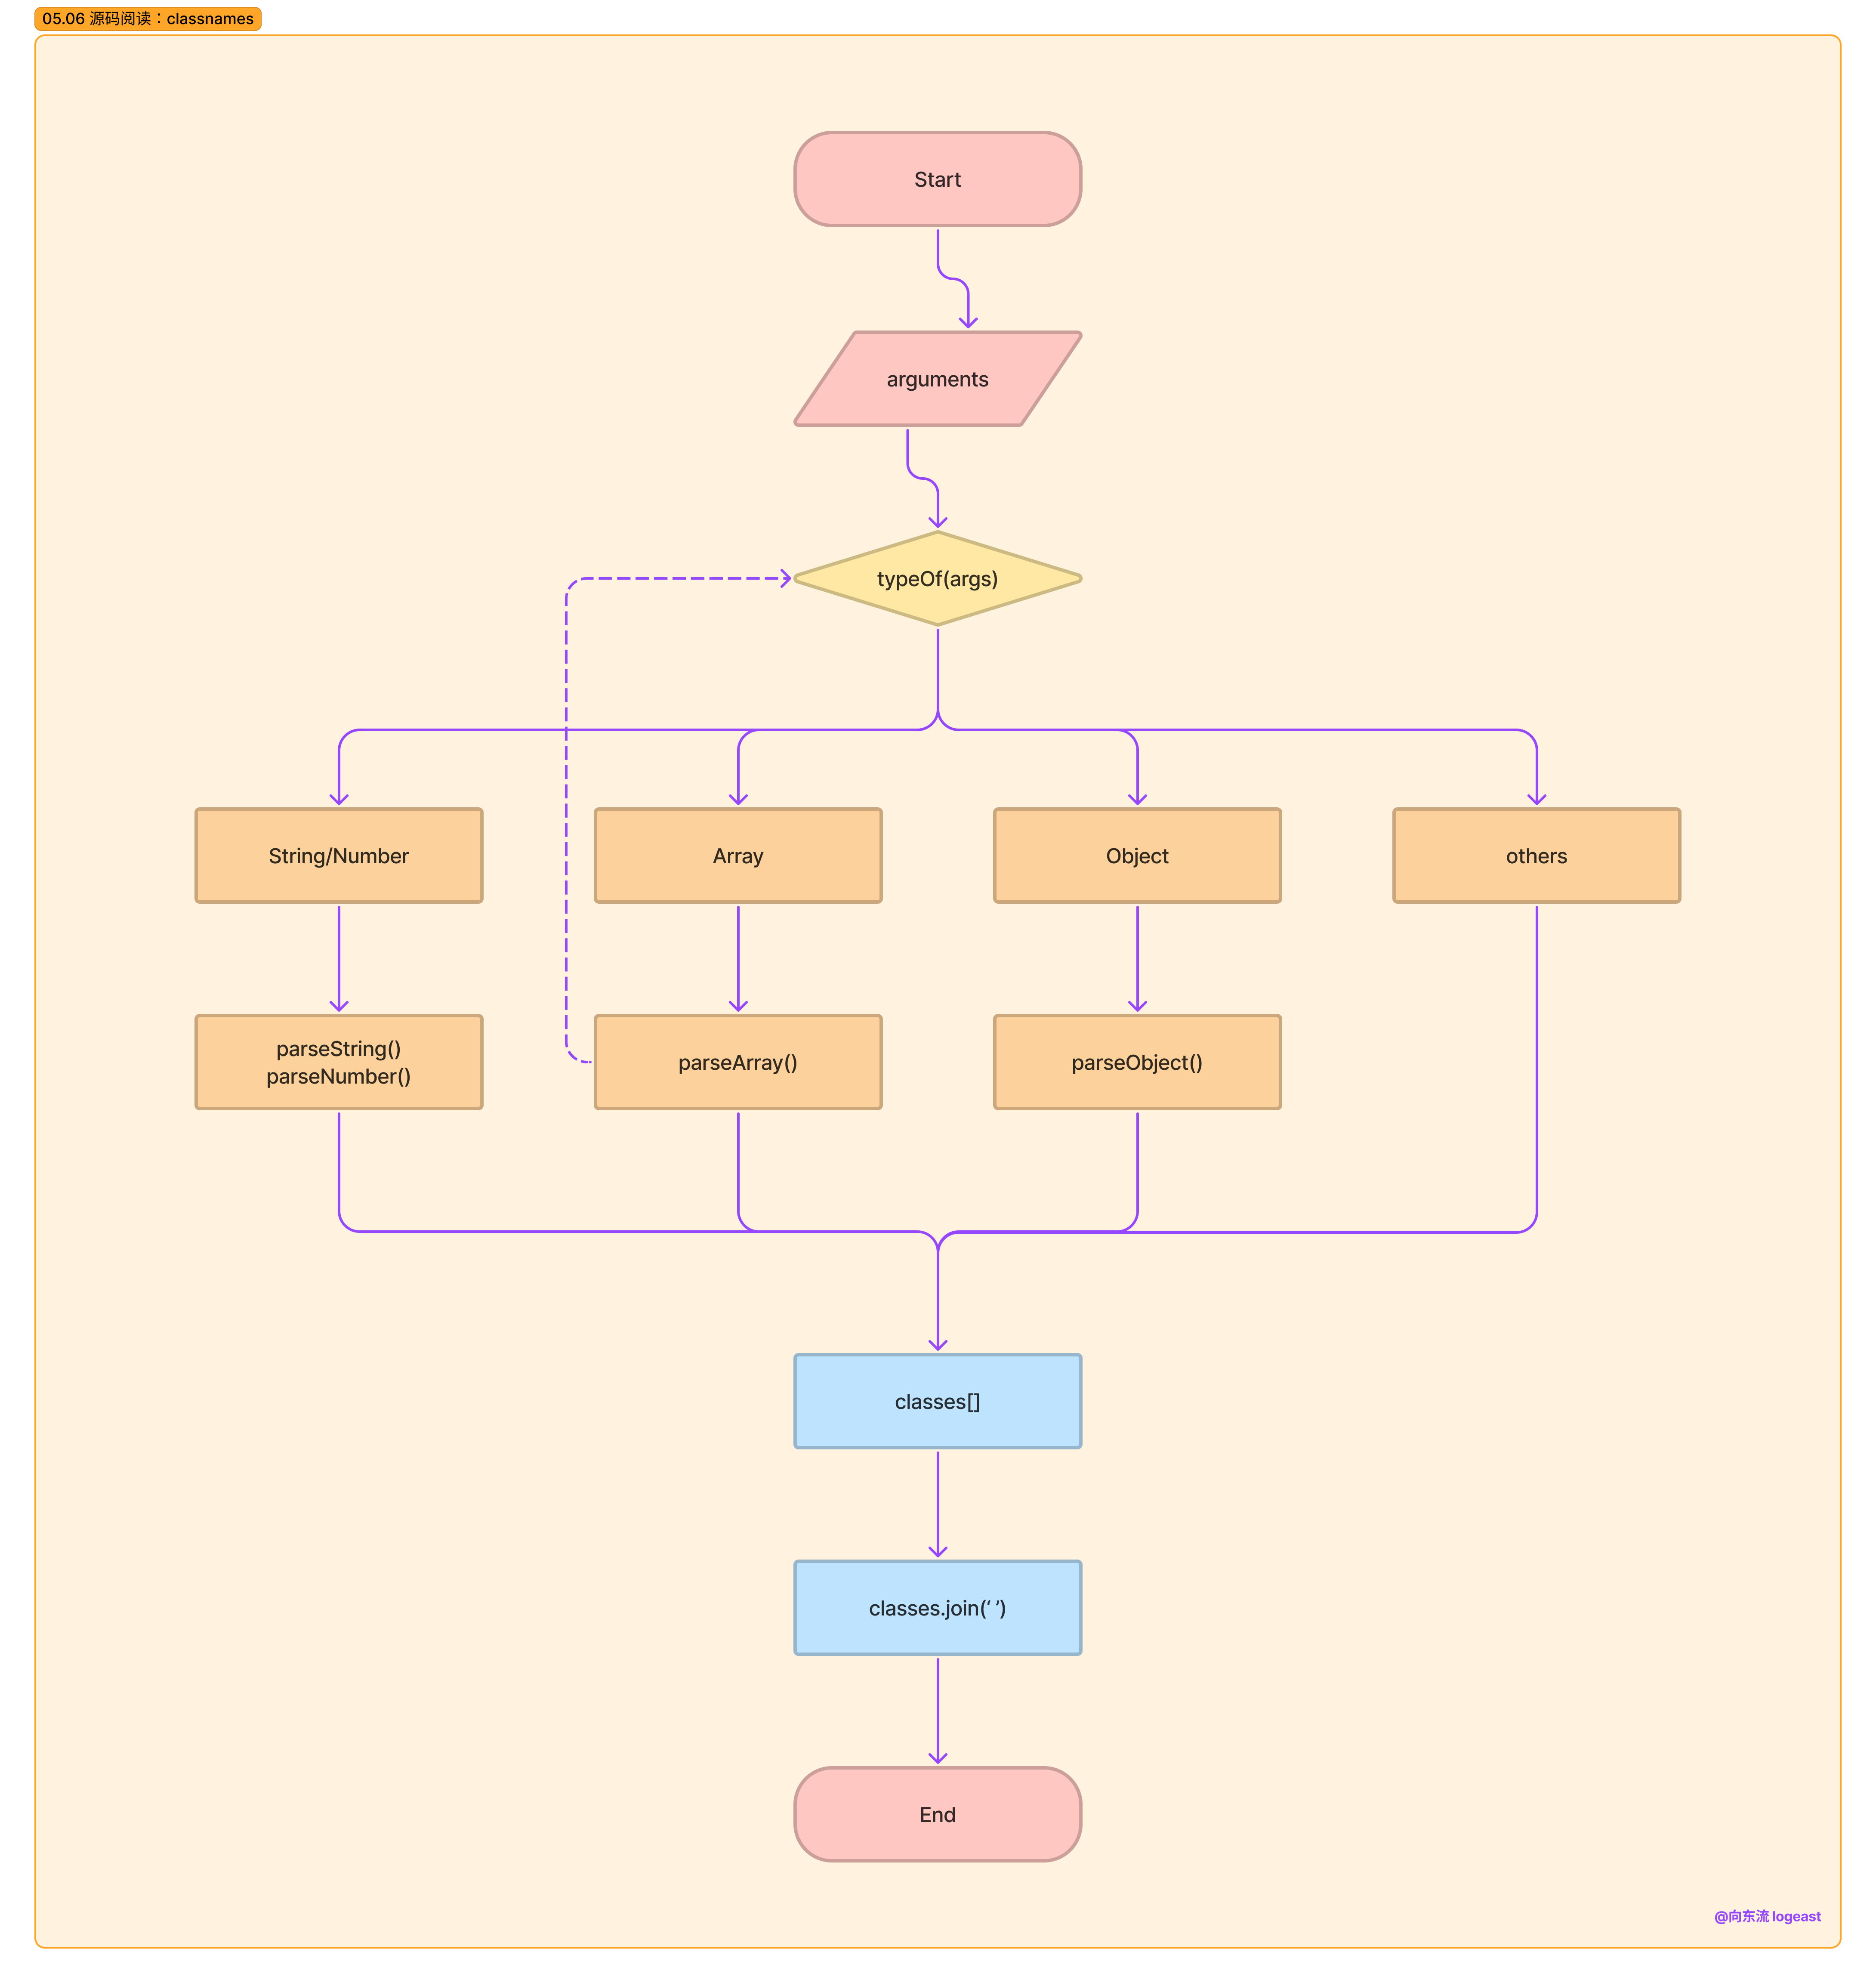 05.06 源码阅读：classnames
Start
arguments
typeOf(args)
String/Number
Array
Object
others
parseString()
parseNumber()
parseArray()
parseObject()
classes[]
classes.join(‘ ’)
End
@向东流 logeast